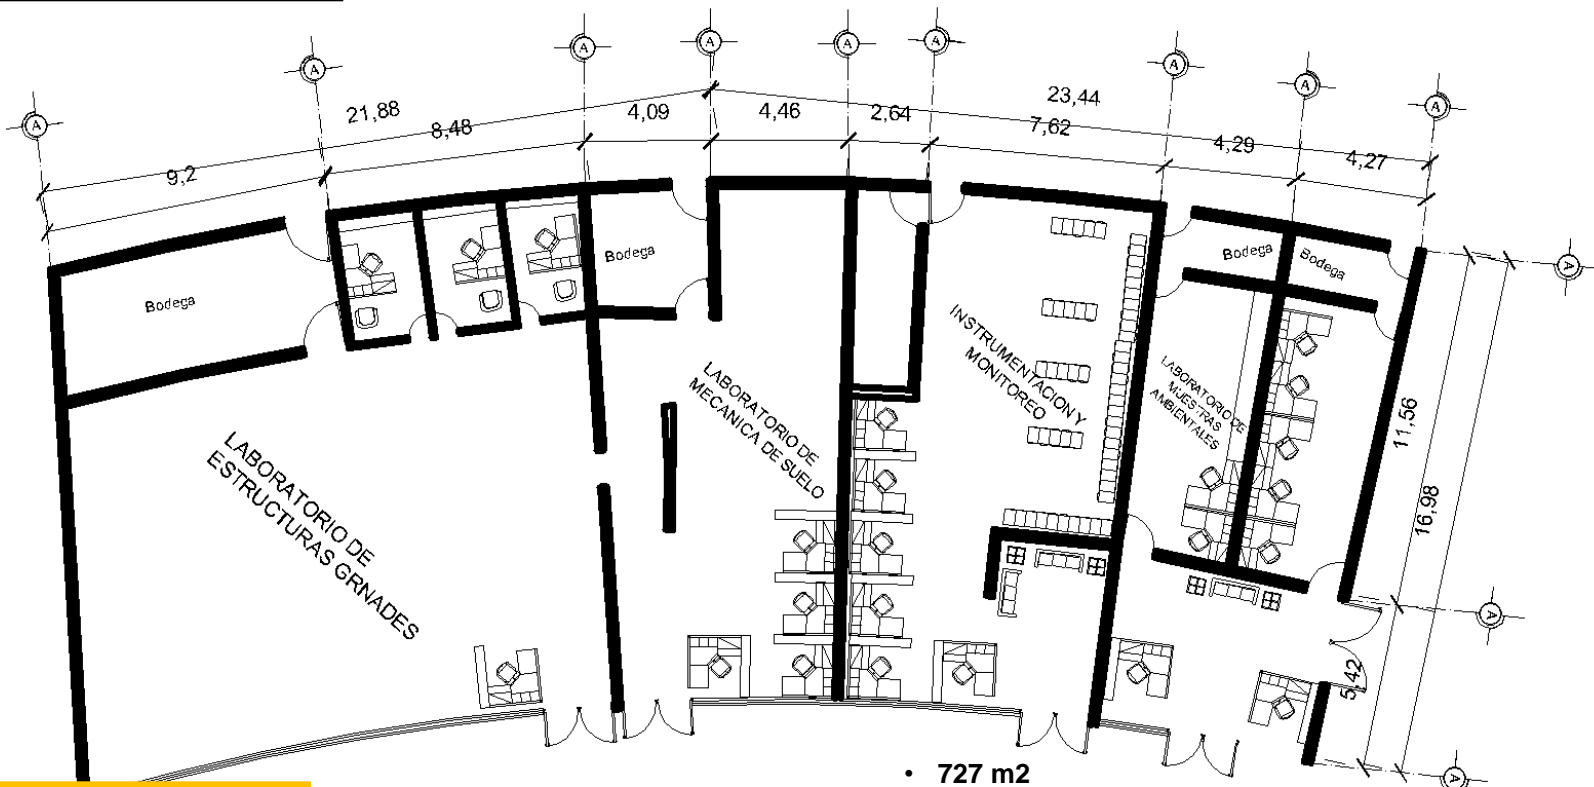 A
A
A
A
A
A
A
A
A
21,88
23,44
9,2
8,48
4,09
4,46
2,64
7,62
4,29
4,27
A
Bodega
Bodega
Bodega
Bodega
LABORATORIO DE
ESTRUCTURAS GRNADES
LABORATORIO DE
MECANICA DE SUELO
INSTRUMENTACION Y
MONITOREO
LABORATORIO DE
MUESTRAS
AMBIENTALES
11,56
16,98
A
5,42
A
• 727 m2